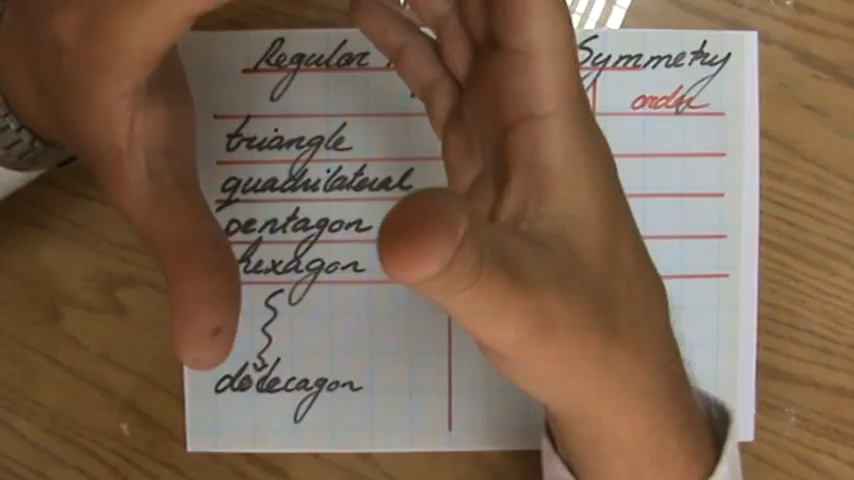 Regular Symmetry
order
triangle
quadrilateral
pentagon
hexagon
dodecagon